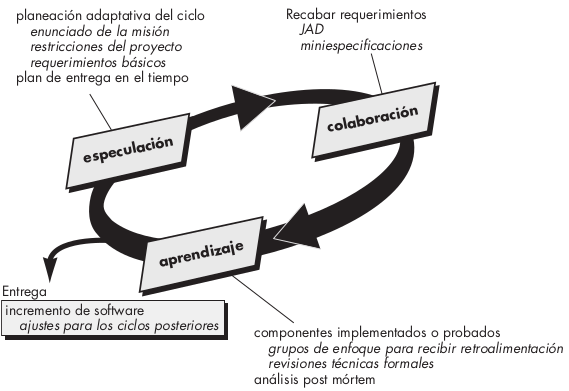 planeación adaptativa del ciclo
enunciado de la misión
restricciones del proyecto
requerimientos básicos
plan de entrega en el tiempo
Recabar requerimientos
JAD
miniespecificaciones
especulación
colaboración
aprendizaje
Entrega
incremento de software
ajustes para los ciclos posteriores
componentes implementados o probados
grupos de enfoque para recibir retroalimentación
revisiones técnicas formales
análisis post mórtem